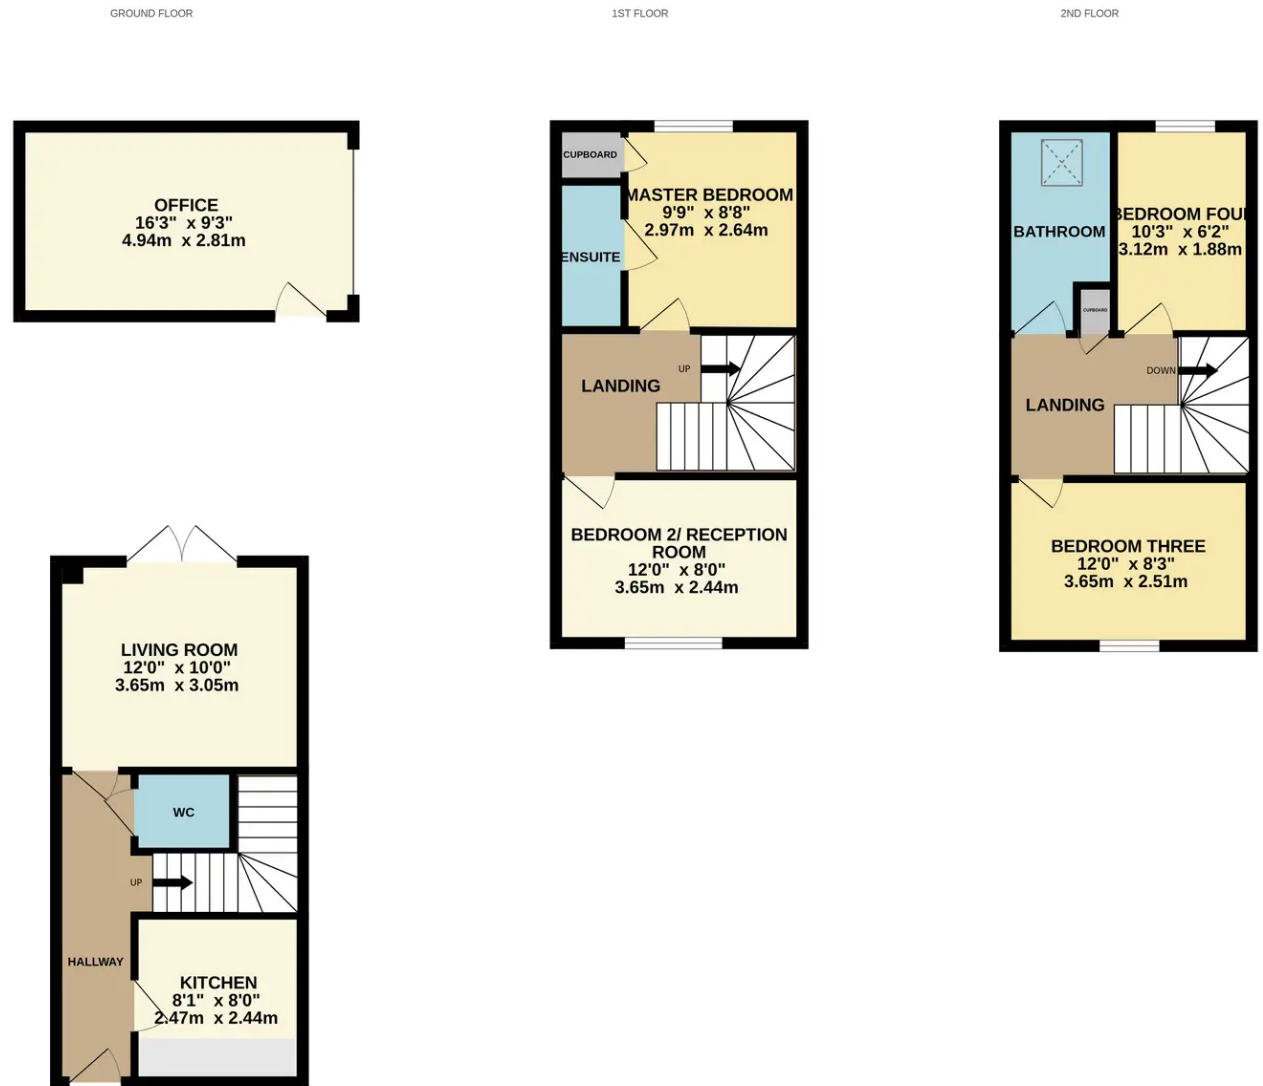 GROUND FLOOR
OFFICE
16'3" x 9'3"
4.94m x 2.81m
LIVING ROOM
12'0" x 10'0"
3.65m x 3.05m
WC
UP
HALLWAY
KITCHEN
8'1" x 8'0"
2.47m x 2.44m
1ST FLOOR
CUPBOARD
MASTER BEDROOM
9'9" x 8'8"
2.97m x 2.64m
ENSUITE
UP
LANDING
BEDROOM 2/ RECEPTION
ROOM
12'0" x 8'0"
3.65m x 2.44m
2ND FLOOR
BATHROOM
BEDROOM FOUR
10'3" x 6'2"
3.12m x 1.88m
CUPBOARD
DOWN
LANDING
BEDROOM THREE
12'0" x 8'3"
3.65m x 2.51m